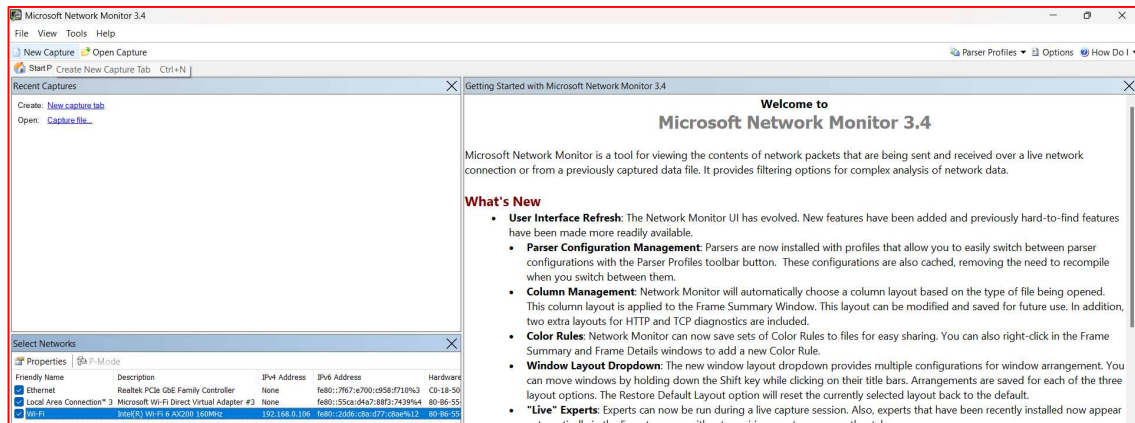 Microsoft Network Monitor 3.4
File View Tools Help
New Capture Open Capture
Parser Profiles Options How Do I
Start P Create New Capture Tab Ctrl+N
Recent Captures
Create: New capture tab
Open: Capture file...
Select Networks
Properties P-Mode
Friendly Name Description IPv4 Address IPv6 Address Hardware
Ethernet Realtek PCIe GbE Family Controller None fe80::7f67:e700:c958:f710%3 C0-18-50
Local Area Connection* 3 Microsoft Wi-Fi Direct Virtual Adapter #3 None fe80::55ca:d4a7:88f3:7439%4 80-B6-55
Wi-Fi Intel(R) Wi-Fi 6 AX200 160MHz 192.168.0.106 fe80::2dd6:c8a:d77:c8ae%12 80-B6-55
Getting Started with Microsoft Network Monitor 3.4
Welcome to
Microsoft Network Monitor 3.4
Microsoft Network Monitor is a tool for viewing the contents of network packets that are being sent and received over a live network
connection or from a previously captured data file. It provides filtering options for complex analysis of network data.
What's New
• User Interface Refresh: The Network Monitor UI has evolved. New features have been added and previously hard-to-find features
have been made more readily available.
• Parser Configuration Management: Parsers are now installed with profiles that allow you to easily switch between parser
configurations with the Parser Profiles toolbar button. These configurations are also cached, removing the need to recompile
when you switch between them.
• Column Management: Network Monitor will automatically choose a column layout based on the type of file being opened.
This column layout is applied to the Frame Summary Window. This layout can be modified and saved for future use. In addition,
two extra layouts for HTTP and TCP diagnostics are included.
• Color Rules: Network Monitor can now save sets of Color Rules to files for easy sharing. You can also right-click in the Frame
Summary and Frame Details windows to add a new Color Rule.
• Window Layout Dropdown: The new window layout dropdown provides multiple configurations for window arrangement. You
can move windows by holding down the Shift key while clicking on their title bars. Arrangements are saved for each of the three
layout options. The Restore Default Layout option will reset the currently selected layout back to the default.
• "Live" Experts: Experts can now be run during a live capture session. Also, experts that have been recently installed now appear